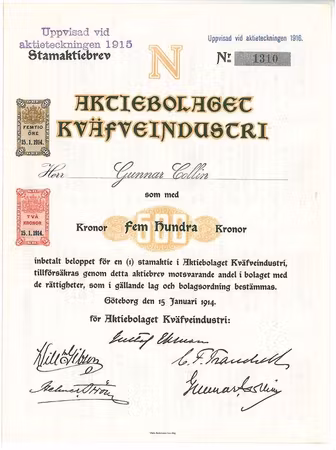 Uppvisad vid
aktieteckningen 1915
Uppvisad vid aktieteckningen 1916.
Stamaktiebrev
N
Nr 1310
AKTIEBOLAGET
KVÄFVEINDUSTRI
FEMTIO
ÖRE
15.1.1914.
Herr Gunnar Collin
som med
TVÅ
KRONOR
15.1.1914.
Kronor Fem Hundra Kronor
500
inbetalt beloppet för en (1) stamaktie i Aktiebolaget Kväfveindustri,
tillförsäkras genom detta aktiebrev motsvarande andel i bolaget med
de rättigheter, som i gällande lag och bolagsordning bestämmas.
Göteborg den 15 Januari 1914.
för Aktiebolaget Kväfveindustri:
Gustaf Ekman